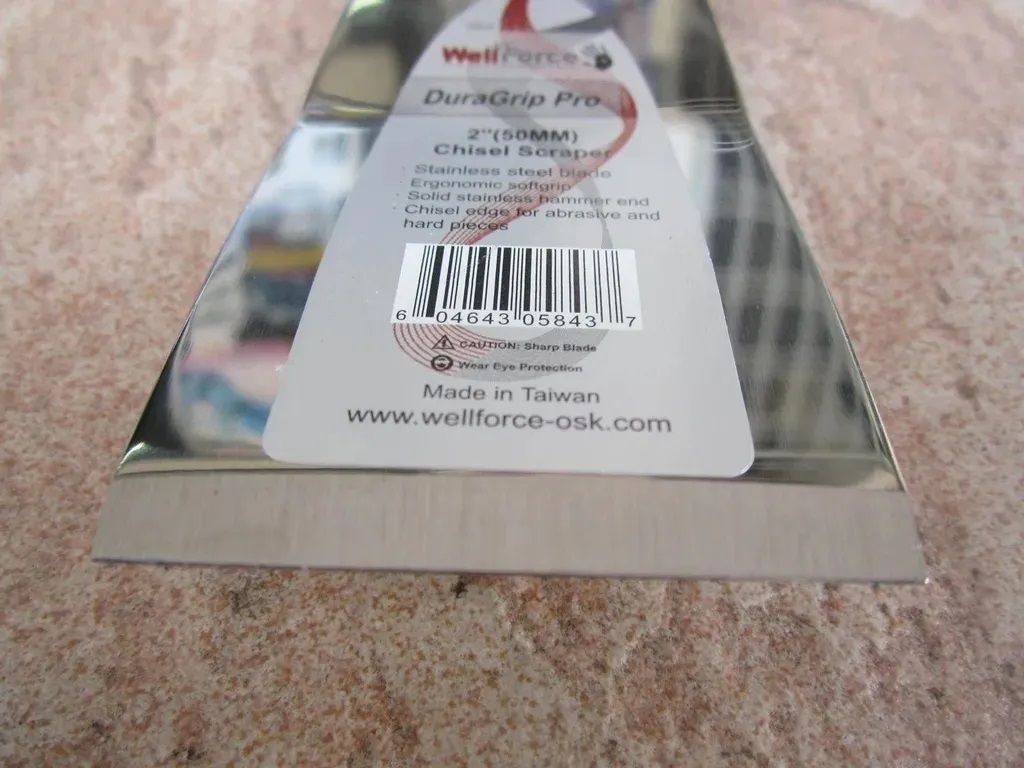 WellForce
DuraGrip Pro
2"(50MM)
Chisel Scraper
· Stainless steel blade
· Ergonomic softgrip
· Solid stainless hammer end
· Chisel edge for abrasive and
hard pieces
6 04643 05843 7
CAUTION: Sharp Blade
Wear Eye Protection
Made in Taiwan
www.wellforce-osk.com